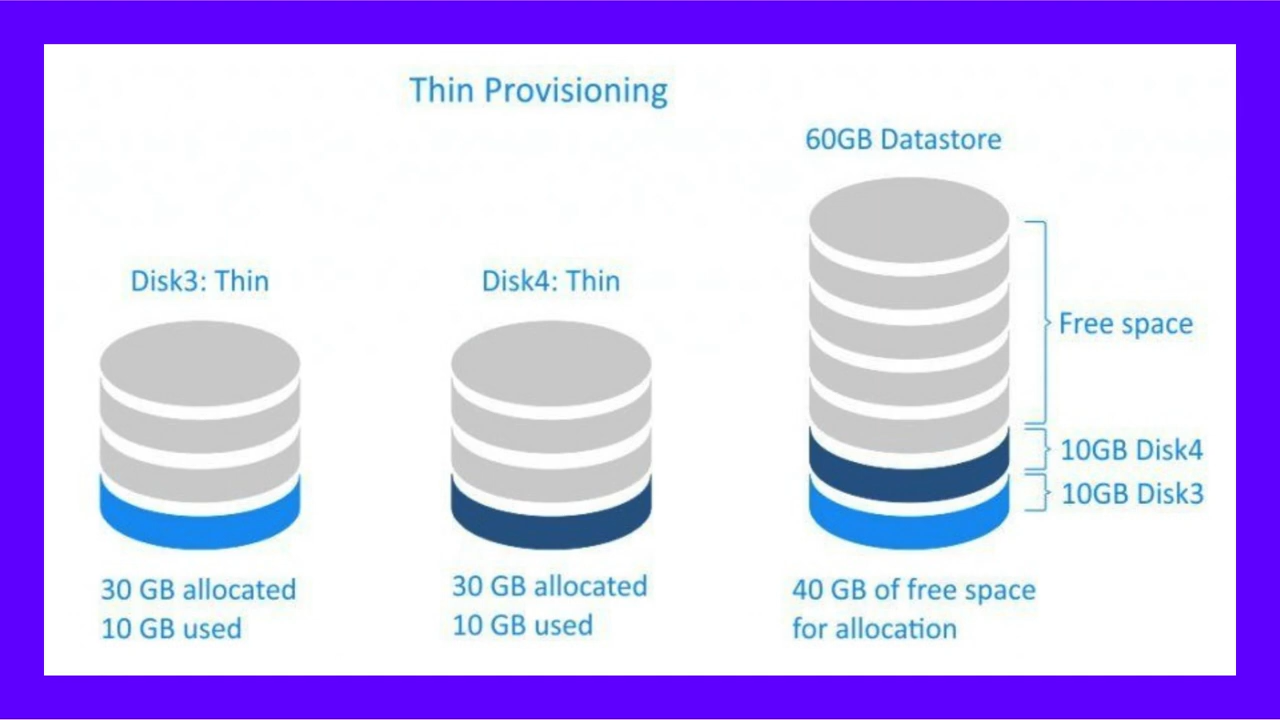 Thin Provisioning
60GB Datastore
Disk3: Thin
Disk4: Thin
Free space
10GB Disk4
10GB Disk3
30 GB allocated
10 GB used
30 GB allocated
10 GB used
40 GB of free space
for allocation